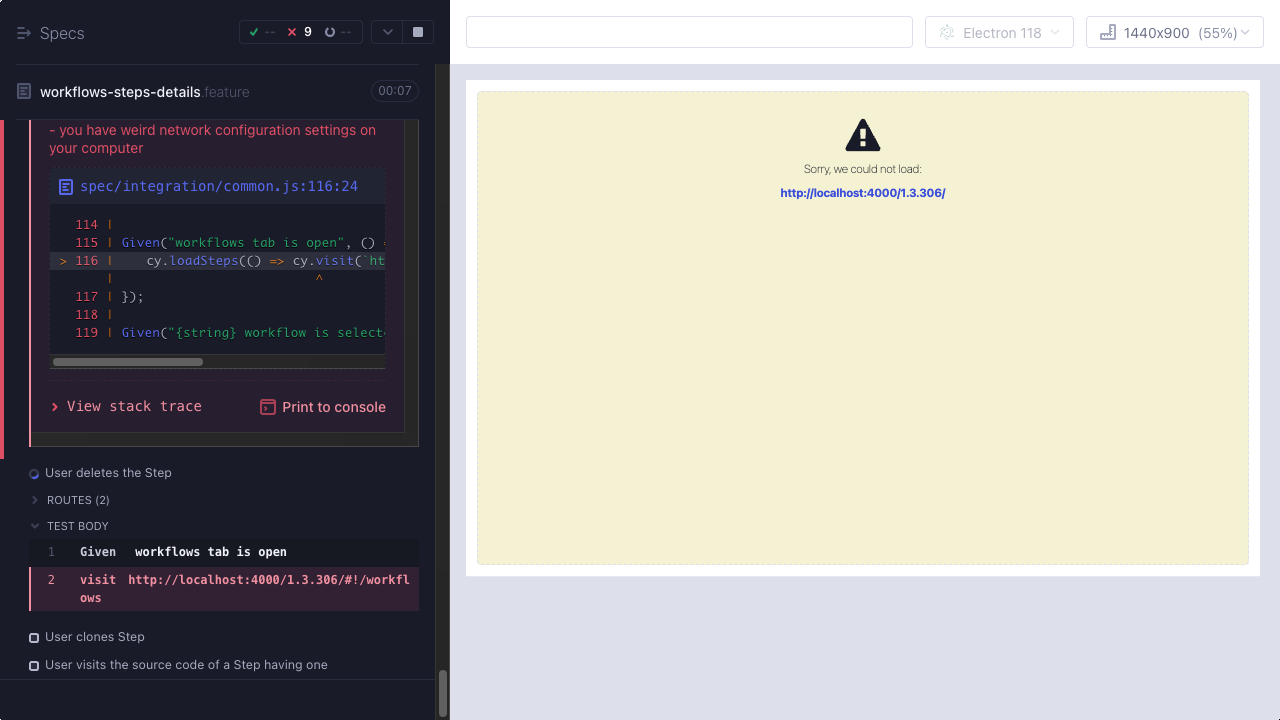 Specs
-- 9 --
workflows-steps-details.feature 00:07
- you have weird network configuration settings on
your computer
spec/integration/common.js:116:24
114 |
115 | Given("workflows tab is open", () =
> 116 |     cy.loadSteps(() => cy.visit(`ht
|                           ^
117 | });
118 |
119 | Given("{string} workflow is select
View stack trace
Print to console
User deletes the Step
ROUTES (2)
TEST BODY
1 Given workflows tab is open
2 visit http://localhost:4000/1.3.306/#!/workfl
ows
User clones Step
User visits the source code of a Step having one
Electron 118
1440x900 (55%)
Sorry, we could not load:
http://localhost:4000/1.3.306/